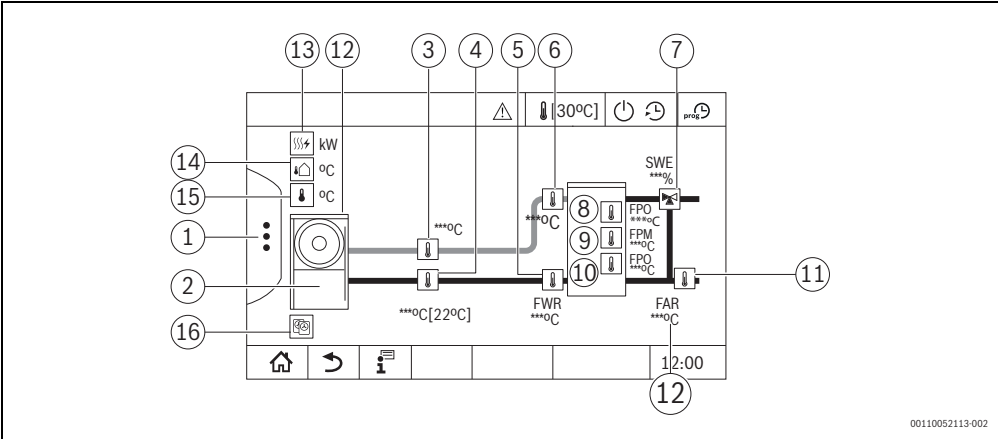 13 12 3 4 5 6 7
[30ºC] prog
kW
14 ºC
15 ºC
SWE
***%
***ºC
***ºC
8 FPO
***ºC
9 FPM
***ºC
10 FPO
***ºC
1
2
11
***ºC[22ºC]
FWR
***ºC
FAR
***ºC
16
12:00
12
00110052113-002